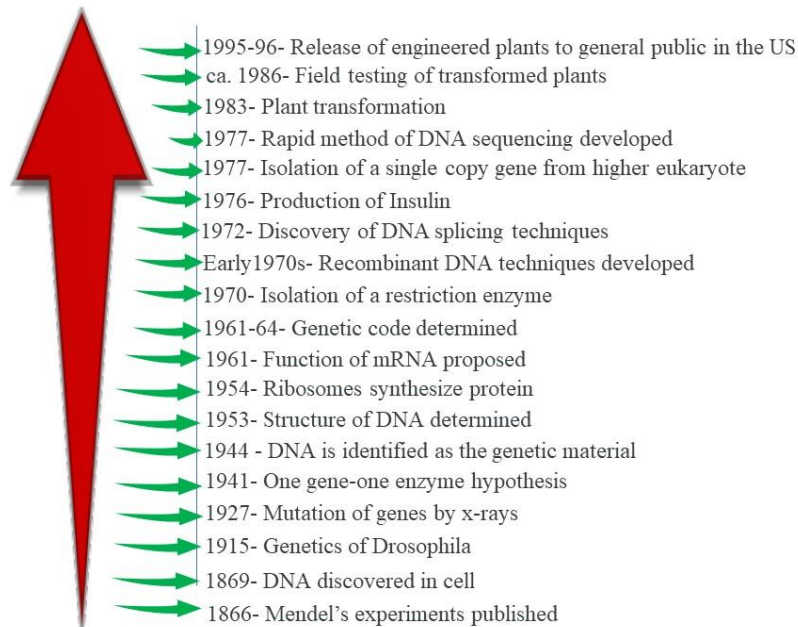 1995-96- Release of engineered plants to general public in the US
ca. 1986- Field testing of transformed plants
1983- Plant transformation
1977- Rapid method of DNA sequencing developed
1977- Isolation of a single copy gene from higher eukaryote
1976- Production of Insulin
1972- Discovery of DNA splicing techniques
Early1970s- Recombinant DNA techniques developed
1970- Isolation of a restriction enzyme
1961-64- Genetic code determined
1961- Function of mRNA proposed
1954- Ribosomes synthesize protein
1953- Structure of DNA determined
1944 - DNA is identified as the genetic material
1941- One gene-one enzyme hypothesis
1927- Mutation of genes by x-rays
1915- Genetics of Drosophila
1869- DNA discovered in cell
1866- Mendel’s experiments published